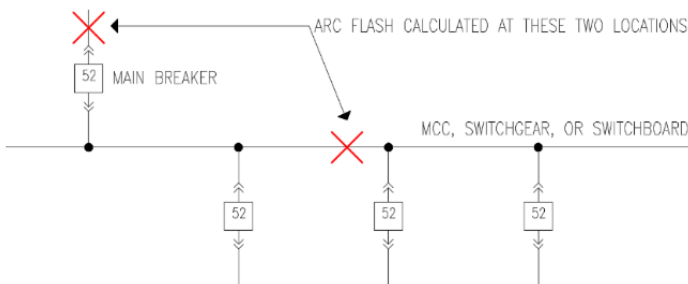 ARC FLASH CALCULATED AT THESE TWO LOCATIONS
52 MAIN BREAKER
MCC, SWITCHGEAR, OR SWITCHBOARD
52 52 52